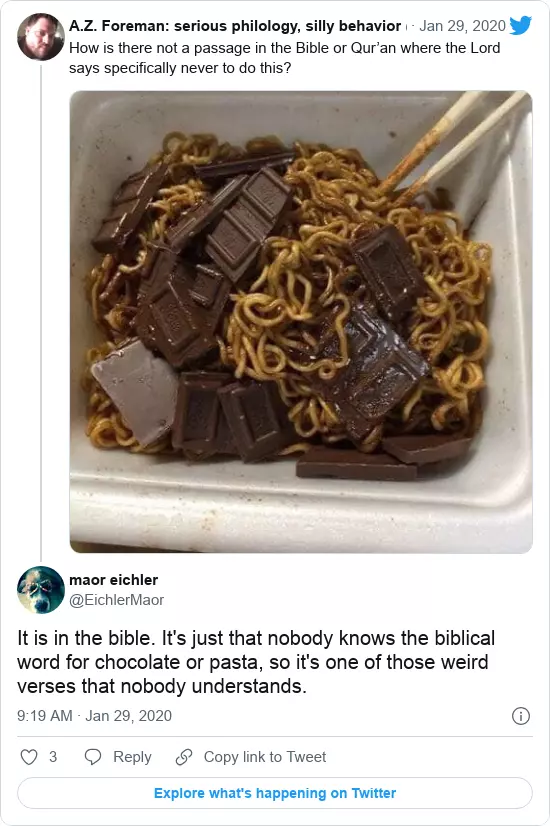 A.Z. Foreman: serious philology, silly behavior · Jan 29, 2020
How is there not a passage in the Bible or Qur’an where the Lord
says specifically never to do this?
maor eichler
@EichlerMaor
It is in the bible. It's just that nobody knows the biblical
word for chocolate or pasta, so it's one of those weird
verses that nobody understands.
9:19 AM · Jan 29, 2020
3 Reply Copy link to Tweet
Explore what's happening on Twitter